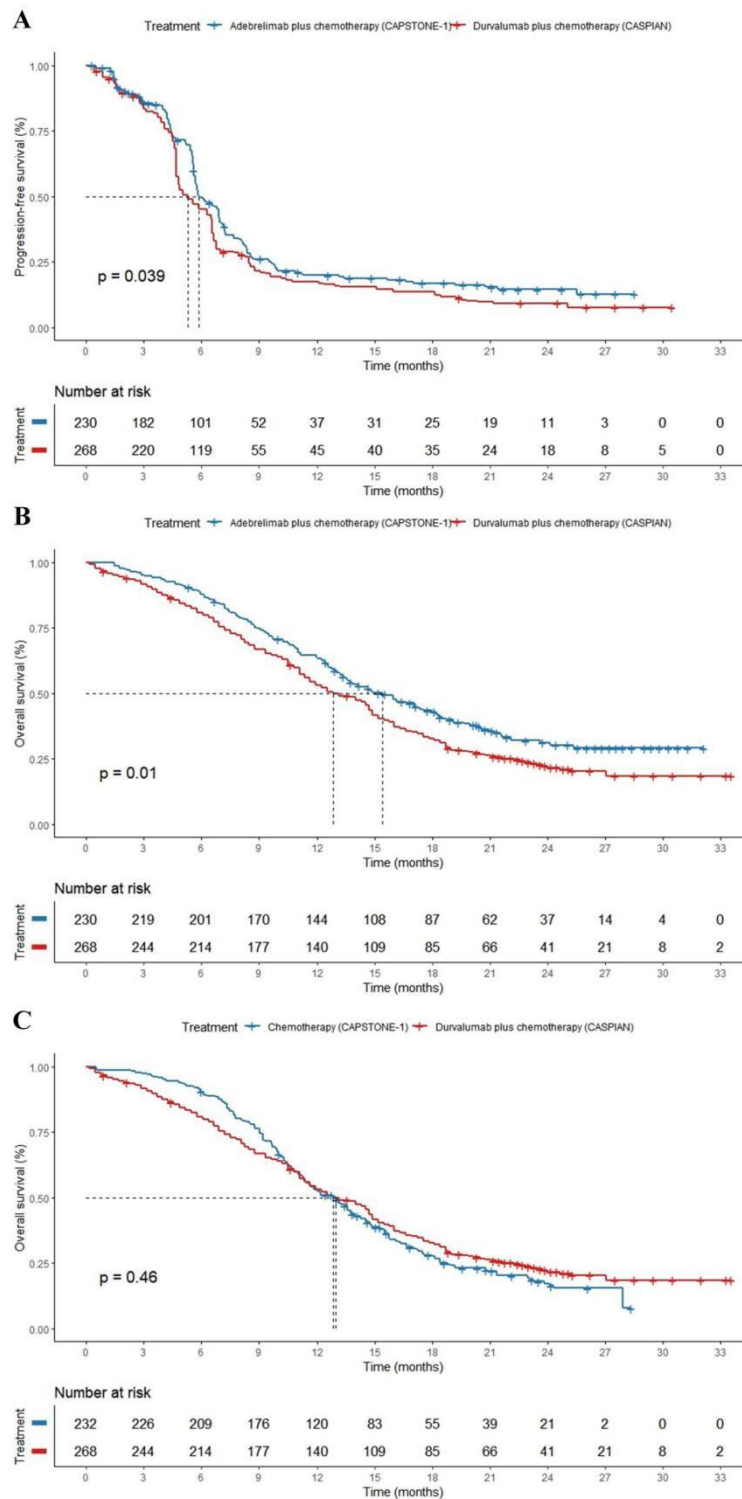 A
Treatment Adebrelimab plus chemotherapy (CAPSTONE-1) Durvalumab plus chemotherapy (CASPIAN)
Progression-free survival (%)
1.00
0.75
0.50
0.25
0.00
p = 0.039
0 3 6 9 12 15 18 21 24 27 30 33
Time (months)
Number at risk
Treatment
230 182 101 52 37 31 25 19 11 3 0 0
268 220 119 55 45 40 35 24 18 8 5 0
0 3 6 9 12 15 18 21 24 27 30 33
Time (months)
B
Treatment Adebrelimab plus chemotherapy (CAPSTONE-1) Durvalumab plus chemotherapy (CASPIAN)
Overall survival (%)
1.00
0.75
0.50
0.25
0.00
p = 0.01
0 3 6 9 12 15 18 21 24 27 30 33
Time (months)
Number at risk
Treatment
230 219 201 170 144 108 87 62 37 14 4 0
268 244 214 177 140 109 85 66 41 21 8 2
0 3 6 9 12 15 18 21 24 27 30 33
Time (months)
C
Treatment Chemotherapy (CAPSTONE-1) Durvalumab plus chemotherapy (CASPIAN)
Overall survival (%)
1.00
0.75
0.50
0.25
0.00
p = 0.46
0 3 6 9 12 15 18 21 24 27 30 33
Time (months)
Number at risk
Treatment
232 226 209 176 120 83 55 39 21 2 0 0
268 244 214 177 140 109 85 66 41 21 8 2
0 3 6 9 12 15 18 21 24 27 30 33
Time (months)